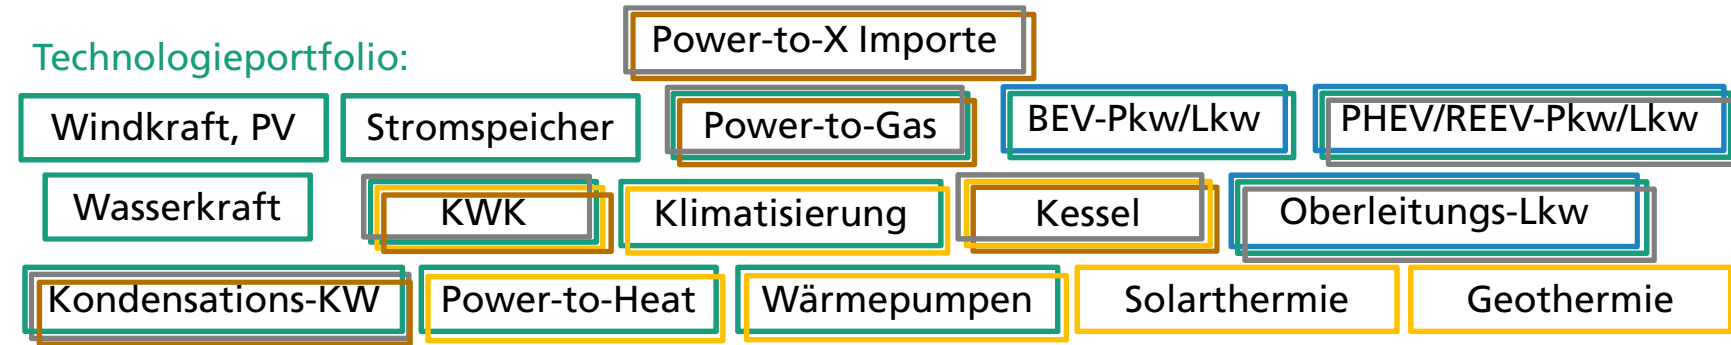 Power-to-X Importe
Technologieportfolio:
Windkraft, PV
Stromspeicher
Power-to-Gas
BEV-Pkw/Lkw
PHEV/REEV-Pkw/Lkw
Wasserkraft
KWK
Klimatisierung
Kessel
Oberleitungs-Lkw
Kondensations-KW
Power-to-Heat
Wärmepumpen
Solarthermie
Geothermie